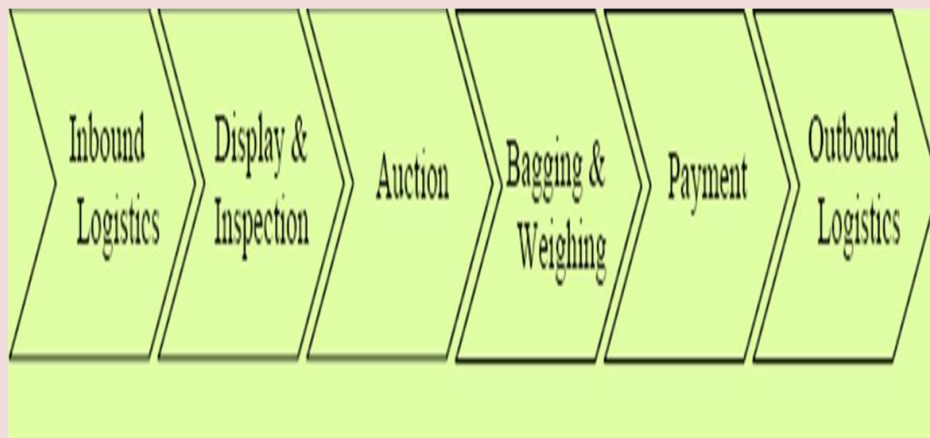 Inbound
Logistics
Display &
Inspection
Auction
Bagging &
Weighing
Payment
Outbound
Logistics